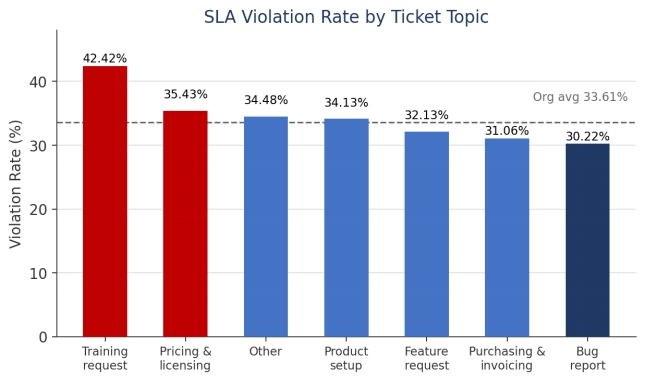 SLA Violation Rate by Ticket Topic
Violation Rate (%)
40
30
20
10
0
42.42%
35.43%
34.48%
34.13%
32.13%
31.06%
30.22%
Org avg 33.61%
Training
request
Pricing &
licensing
Other
Product
setup
Feature
request
Purchasing &
invoicing
Bug
report